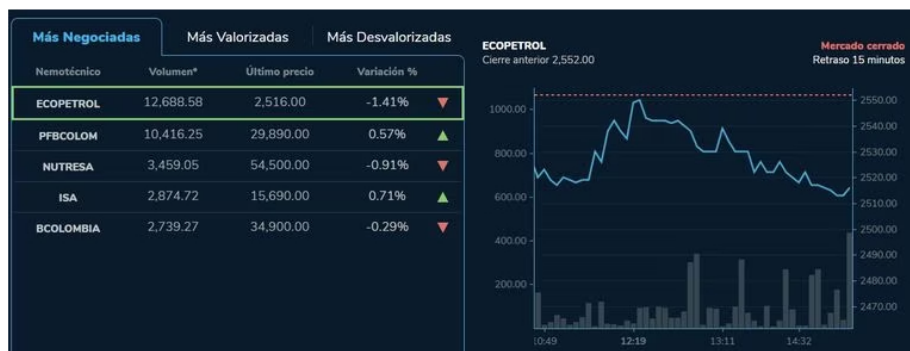 Más Negociadas Más Valorizadas Más Desvalorizadas
Nemotécnico Volumen* Último precio Variación %
ECOPETROL 12,688.58 2,516.00 -1.41% ▼
PFBCOLOM 10,416.25 29,890.00 0.57% ▲
NUTRESA 3,459.05 54,500.00 -0.91% ▼
ISA 2,874.72 15,690.00 0.71% ▲
BCOLOMBIA 2,739.27 34,900.00 -0.29% ▼
ECOPETROL Mercado cerrado
Cierre anterior 2,552.00 Retraso 15 minutos
1000.00 2550.00
2540.00
800.00 2530.00
2520.00
600.00 2510.00
2500.00
400.00 2490.00
2480.00
200.00 2470.00
10:49 12:19 13:11 14:32